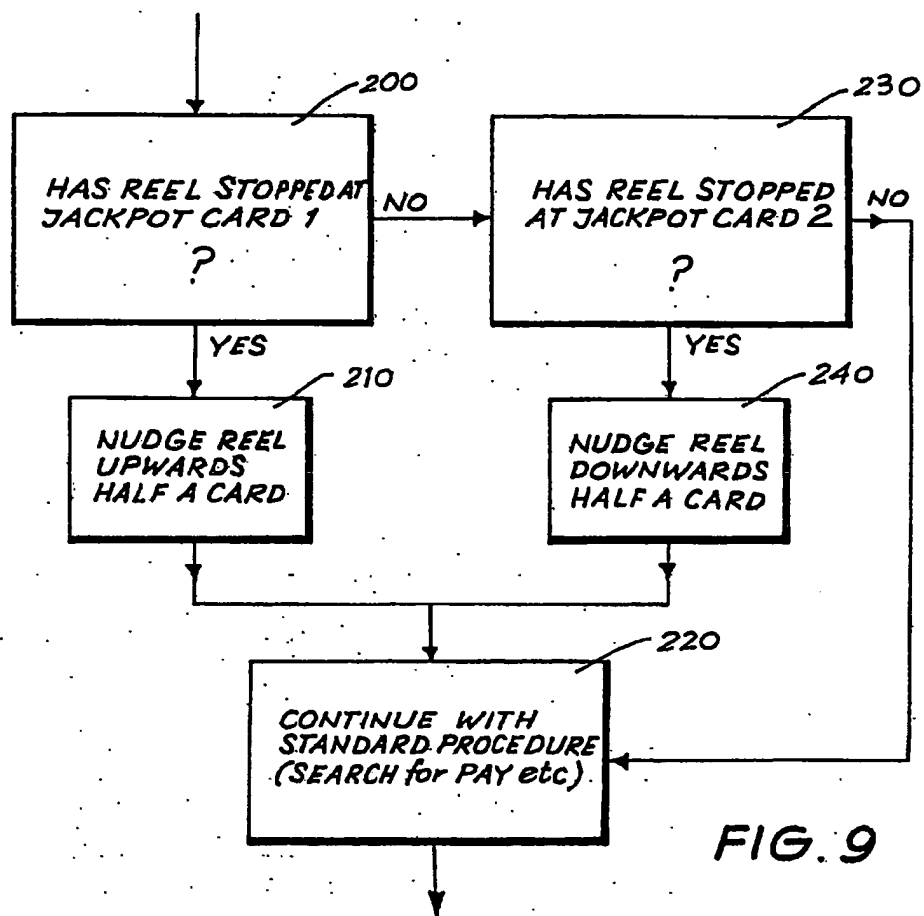 200
HAS REEL STOPPED AT
JACKPOT CARD 1
?
NO
YES
230
HAS REEL STOPPED
AT JACKPOT CARD 2
?
NO
YES
210
NUDGE REEL
UPWARDS
HALF A CARD
240
NUDGE REEL
DOWNWARDS
HALF A CARD
220
CONTINUE WITH
STANDARD PROCEDURE
(SEARCH for PAY etc)
FIG. 9